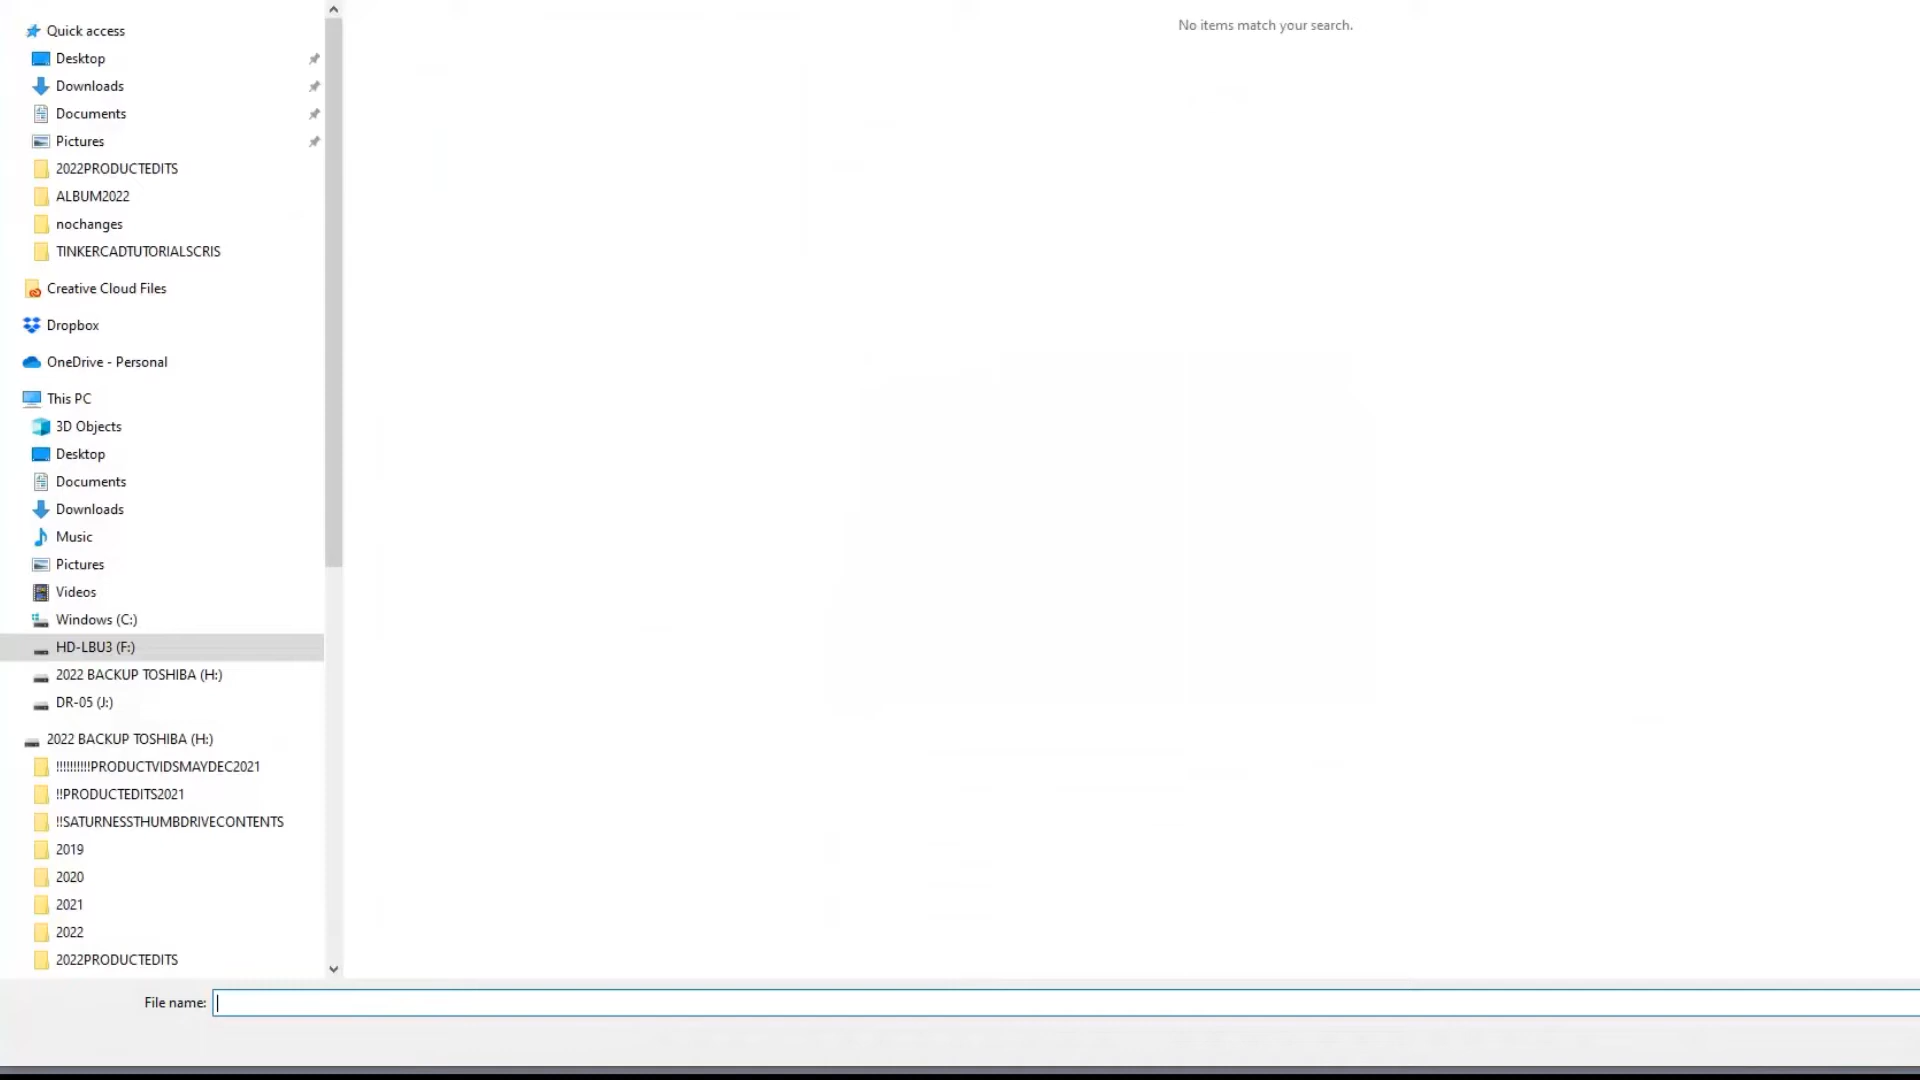 Quick access
Desktop
Downloads
Documents
Pictures
2022PRODUCTEDITS
ALBUM2022
nochanges
TINKERCADTUTORIALSCRIS
Creative Cloud Files
Dropbox
OneDrive - Personal
This PC
3D Objects
Desktop
Documents
Downloads
Music
Pictures
Videos
Windows (C:)
HD-LBU3 (F:)
2022 BACKUP TOSHIBA (H:)
DR-05 (J:)
2022 BACKUP TOSHIBA (H:)
!!!!!!!!!!PRODUCTVIDSMAYDEC2021
!!PRODUCTEDITS2021
!!SATURNESSTHUMBDRIVECONTENTS
2019
2020
2021
2022
2022PRODUCTEDITS
No items match your search.
File name: